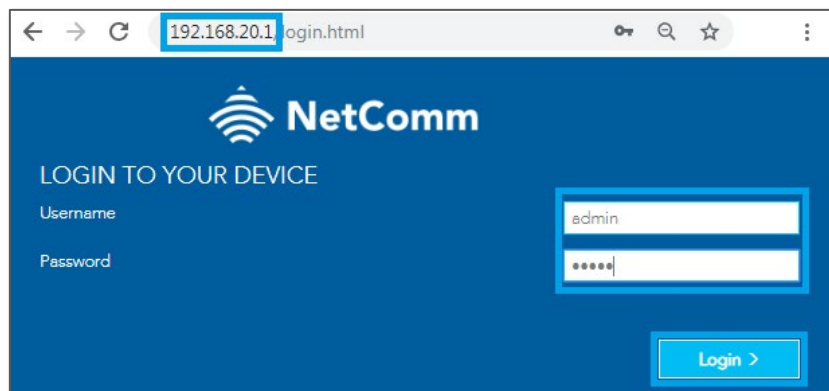 192.168.20.1/login.html
NetComm
LOGIN TO YOUR DEVICE
Username
admin
Password
•••••
Login >